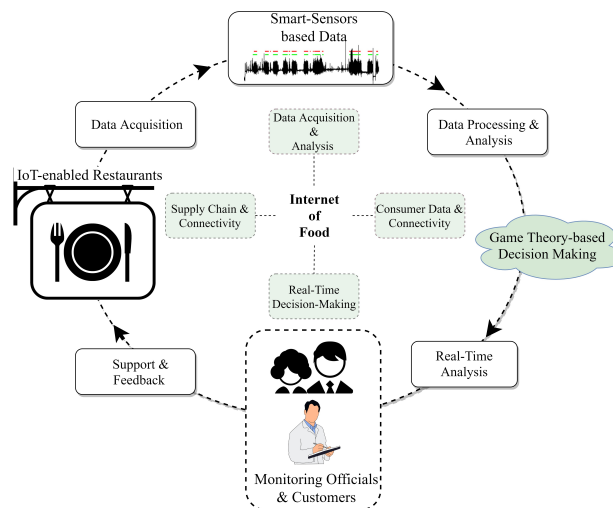 Smart-Sensors
based Data
Data Acquisition
Data Acquisition
&
Analysis
Data Processing &
Analysis
IoT-enabled Restaurants
Supply Chain &
Connectivity
Internet
of
Food
Consumer Data &
Connectivity
Game Theory-based
Decision Making
Real-Time
Decision-Making
Support &
Feedback
Real-Time
Analysis
Monitoring Officials
& Customers